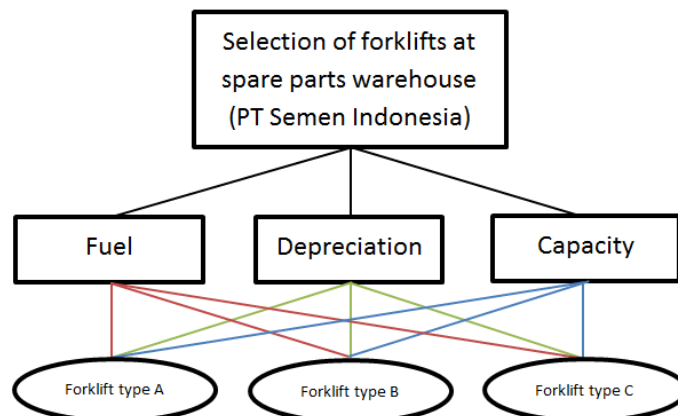 Selection of forklifts at
spare parts warehouse
(PT Semen Indonesia)
Fuel
Depreciation
Capacity
Forklift type A
Forklift type B
Forklift type C